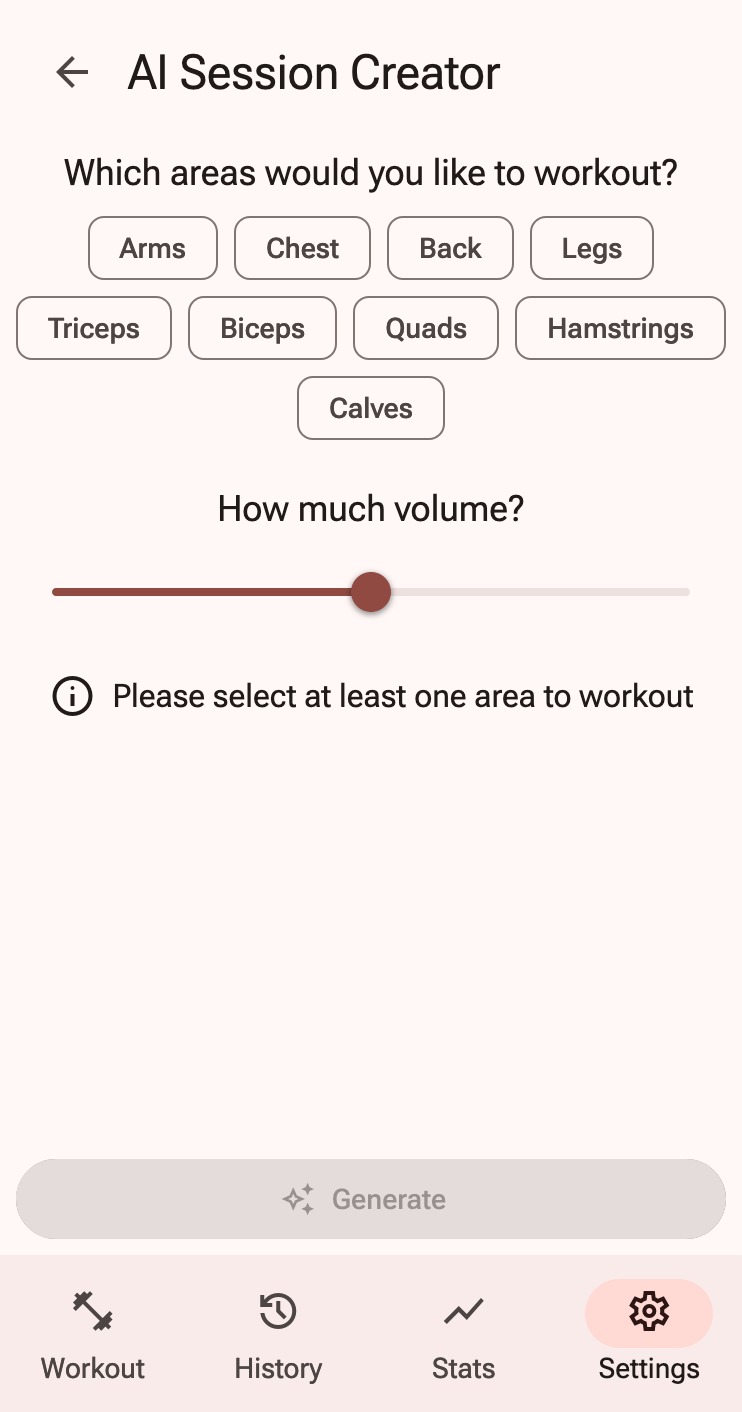 AI Session Creator
Which areas would you like to workout?
Arms Chest Back Legs
Triceps Biceps Quads Hamstrings
Calves
How much volume?
Please select at least one area to workout
Generate
Workout History Stats Settings